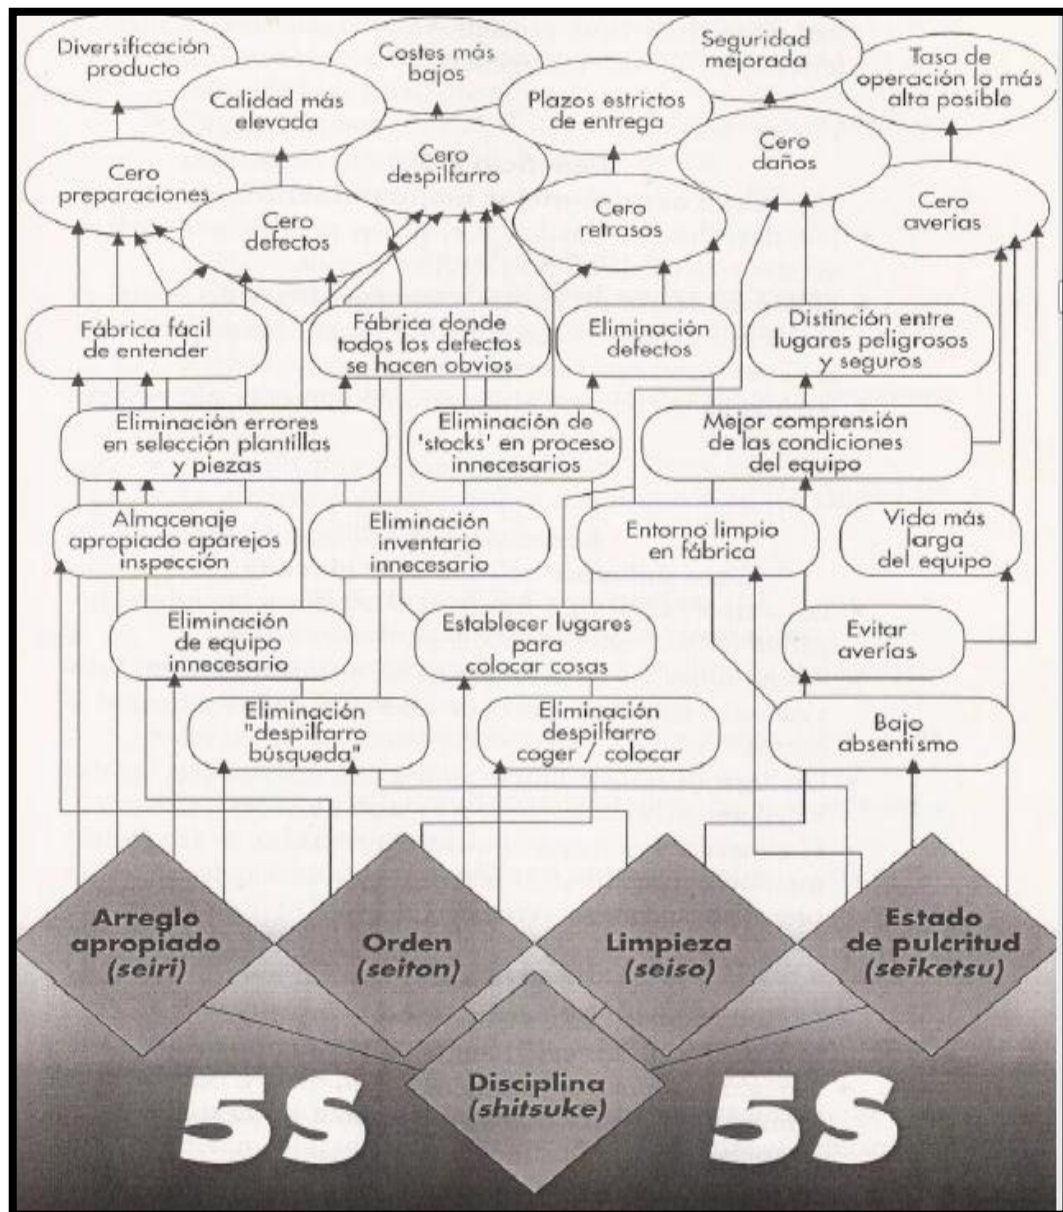 Diversificación
producto
Costes más
bajos
Seguridad
mejorada
Tasa de
operación lo más
alta posible
Calidad más
elevada
Plazos estrictos
de entrega
Cero
preparaciones
Cero
despilfarro
Cero
daños
Cero
defectos
Cero
retrasos
Cero
averías
Fábrica fácil
de entender
Fábrica donde
todos los defectos
se hacen obvios
Eliminación
defectos
Distinción entre
lugares peligrosos
y seguros
Eliminación errores
en selección plantillas
y piezas
Eliminación de
'stocks' en proceso
innecesarios
Mejor comprensión
de las condiciones
del equipo
Almacenaje
apropiado aparejos
inspección
Eliminación
inventario
innecesario
Entorno limpio
en fábrica
Vida más
larga
del equipo
Eliminación
de equipo
innecesario
Establecer lugares
para
colocar cosas
Evitar
averías
Eliminación
"despilfarro
búsqueda"
Eliminación
despilfarro
coger / colocar
Bajo
absentismo
Arreglo
apropiado
(seiri)
Orden
(seiton)
Limpieza
(seiso)
Estado
de pulcritud
(seiketsu)
Disciplina
(shitsuke)
5S
5S